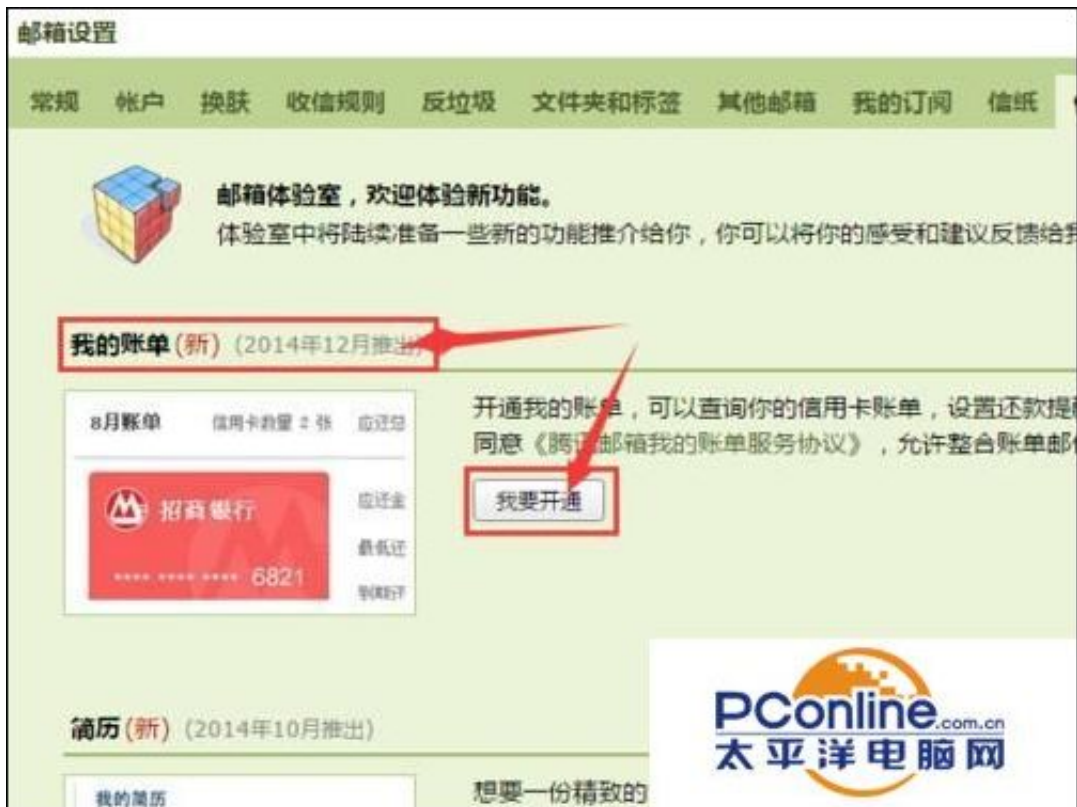 邮箱设置
常规 帐户 换肤 收信规则 反垃圾 文件夹和标签 其他邮箱 我的订阅 信纸
邮箱体验室，欢迎体验新功能。
体验室中将陆续准备一些新的功能推介给你，你可以将你的感受和建议反馈给
我的账单(新) (2014年12月推出)
8月账单 信用卡数量：2 张 应还总
招商银行
应还金
最低还
•••• •••• •••• 6821
到期
开通我的账单，可以查询你的信用卡账单，设置还款提
同意《腾讯邮箱我的账单服务协议》，允许整合账单邮
我要开通
简历(新) (2014年10月推出)
我的简历
想要一份精致的
PConline.com.cn
太平洋电脑网